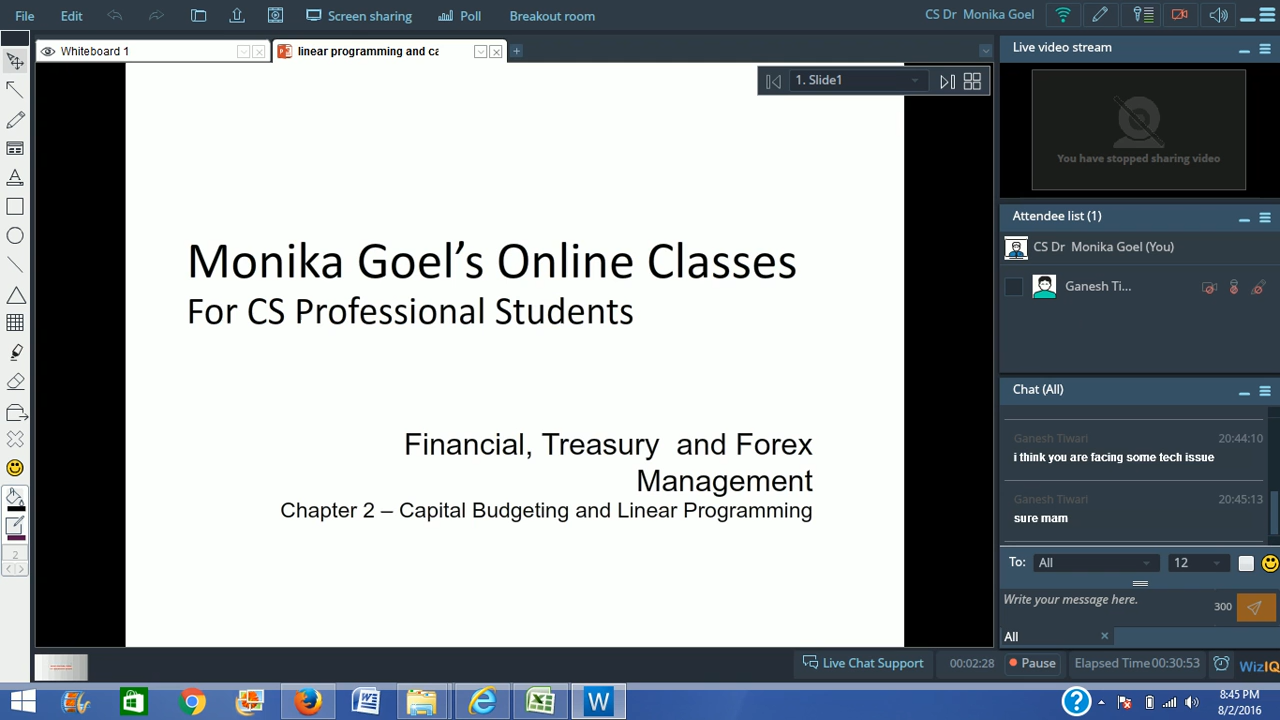 File Edit Screen sharing Poll Breakout room CS Dr Monika Goel
Whiteboard 1
linear programming and ca
1. Slide1
Live video stream
You have stopped sharing video
Attendee list (1)
CS Dr Monika Goel (You)
Ganesh Ti...
Monika Goel’s Online Classes
For CS Professional Students
Financial, Treasury and Forex
Management
Chapter 2 – Capital Budgeting and Linear Programming
Chat (All)
Ganesh Tiwari 20:44:10
i think you are facing some tech issue
Ganesh Tiwari 20:45:13
sure mam
To: All 12
Write your message here. 300
All
2
Live Chat Support 00:02:28 Pause Elapsed Time 00:30:53 WizIQ
8:45 PM
8/2/2016